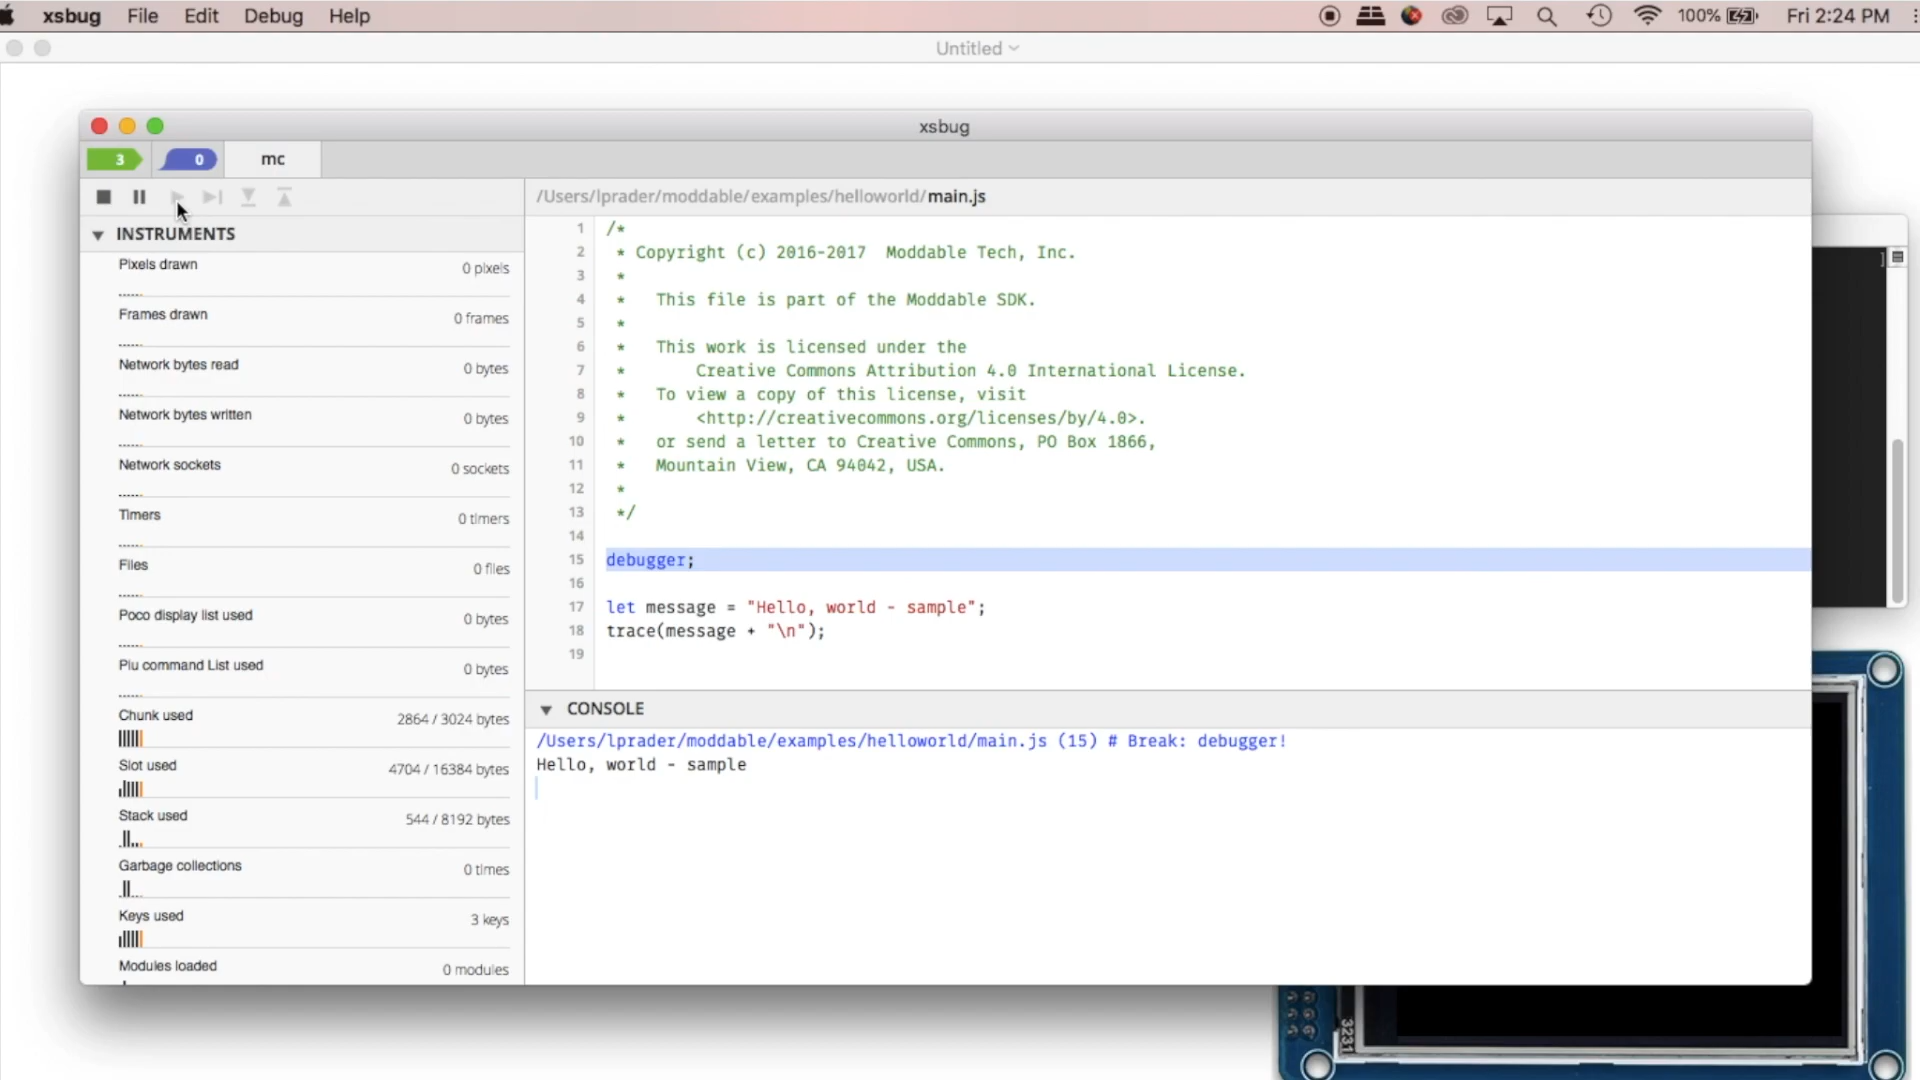 xsbug File Edit Debug Help 100% Fri 2:24 PM
Untitled
xsbug
3 0 mc
/Users/lprader/moddable/examples/helloworld/main.js
INSTRUMENTS
Pixels drawn 0 pixels
Frames drawn 0 frames
Network bytes read 0 bytes
Network bytes written 0 bytes
Network sockets 0 sockets
Timers 0 timers
Files 0 files
Poco display list used 0 bytes
Piu command List used 0 bytes
Chunk used 2864 / 3024 bytes
Slot used 4704 / 16384 bytes
Stack used 544 / 8192 bytes
Garbage collections 0 times
Keys used 3 keys
Modules loaded 0 modules
1 /*
2 * Copyright (c) 2016-2017 Moddable Tech, Inc.
3 *
4 * This file is part of the Moddable SDK.
5 *
6 * This work is licensed under the
7 * Creative Commons Attribution 4.0 International License.
8 * To view a copy of this license, visit
9 * <http://creativecommons.org/licenses/by/4.0>.
10 * or send a letter to Creative Commons, PO Box 1866,
11 * Mountain View, CA 94042, USA.
12 *
13 */
14
15 debugger;
16
17 let message = "Hello, world - sample";
18 trace(message + "\n");
19
CONSOLE
/Users/lprader/moddable/examples/helloworld/main.js (15) # Break: debugger!
Hello, world - sample
]
3231